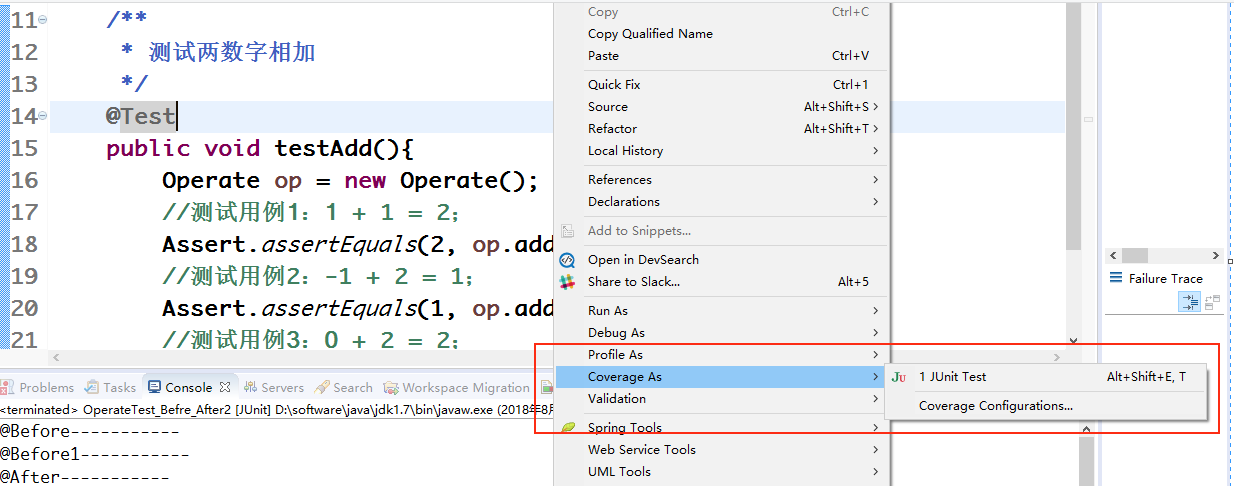 11 /**
12 * 测试两数字相加
13 */
14 @Test
15 public void testAdd(){
16 Operate op = new Operate();
17 //测试用例1：1 + 1 = 2；
18 Assert.assertEquals(2, op.add
19 //测试用例2：-1 + 2 = 1；
20 Assert.assertEquals(1, op.add
21 //测试用例3：0 + 2 = 2；
Copy Ctrl+C
Copy Qualified Name
Paste Ctrl+V
Quick Fix Ctrl+1
Source Alt+Shift+S >
Refactor Alt+Shift+T >
Local History >
References >
Declarations >
Add to Snippets...
Open in DevSearch
Share to Slack... Alt+5
Run As >
Debug As >
Profile As >
Coverage As >
Validation >
Spring Tools >
Web Service Tools >
UML Tools >
Ju 1 JUnit Test Alt+Shift+E, T
Coverage Configurations...
Failure Trace
Problems Tasks Console Servers Search Workspace Migration
<terminated> OperateTest_Befre_After2 [JUnit] D:\software\java\jdk1.7\bin\javaw.exe (2018年8月
@Before-----------
@Before1-----------
@After-----------